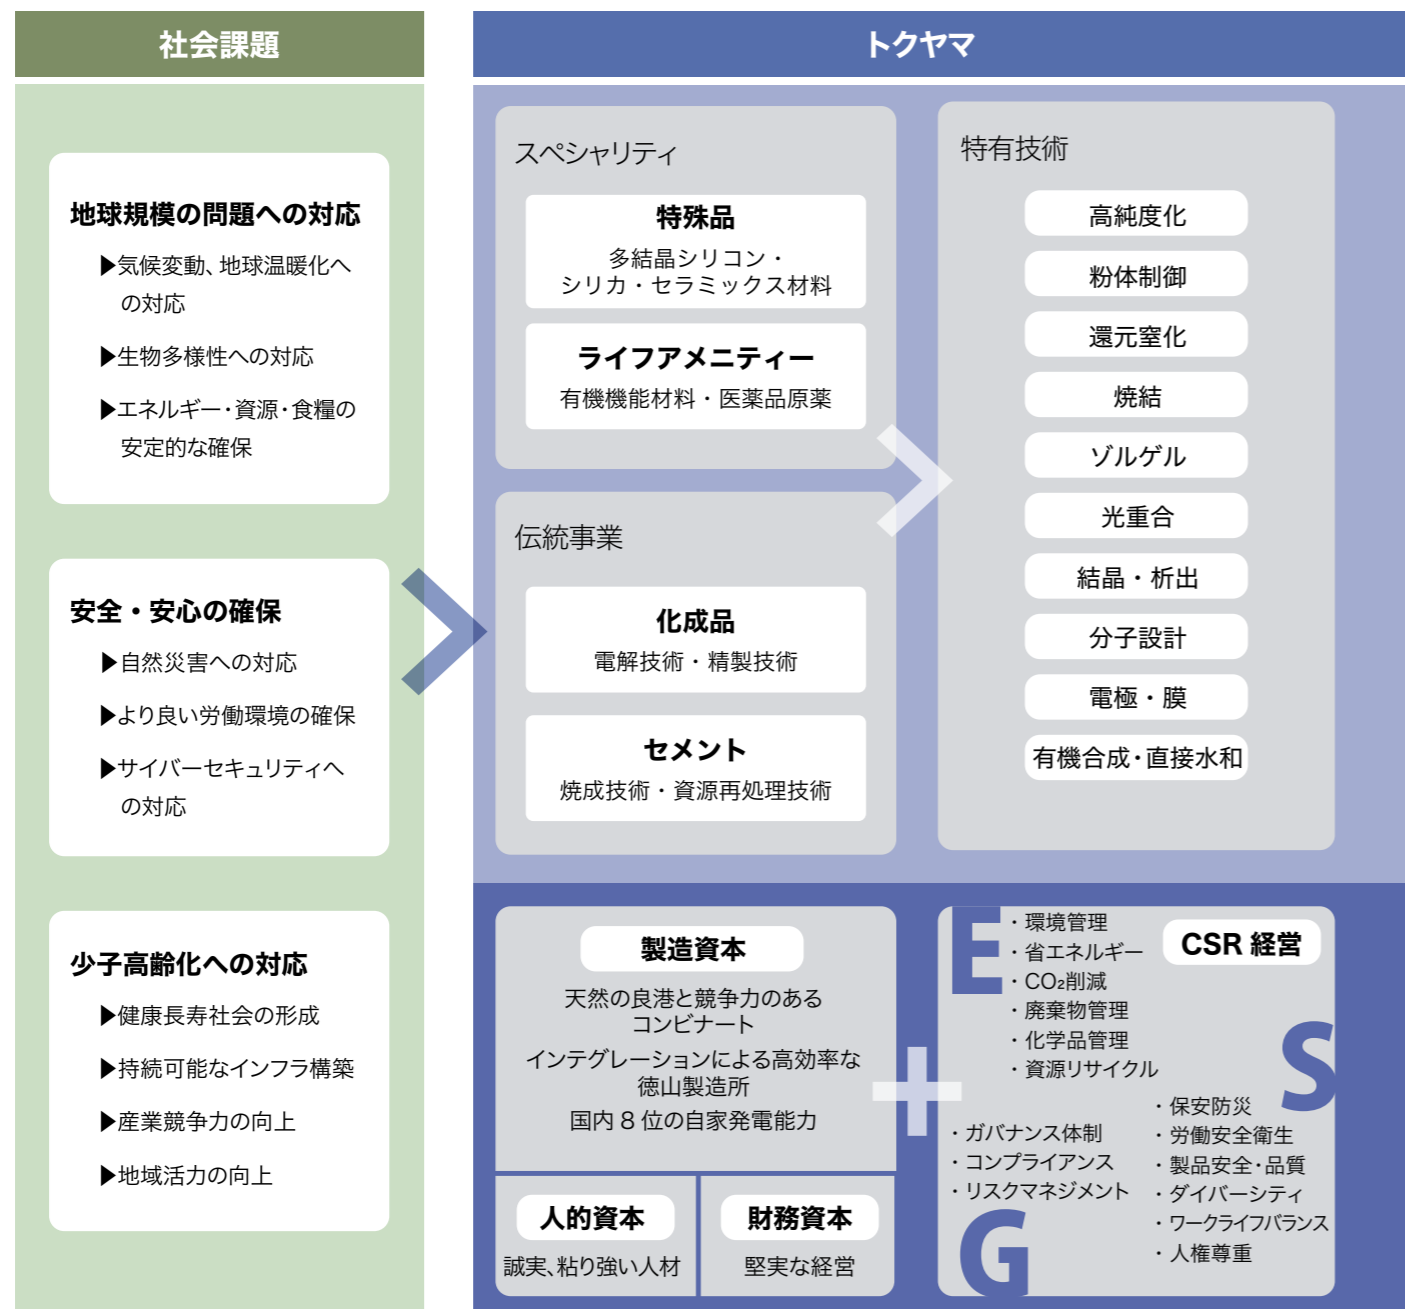 社会課題
地球規模の問題への対応
▶気候変動、地球温暖化へ
の対応
▶生物多様性への対応
▶エネルギー・資源・食糧の
安定的な確保
安全・安心の確保
▶自然災害への対応
▶より良い労働環境の確保
▶サイバーセキュリティへ
の対応
少子高齢化への対応
▶健康長寿社会の形成
▶持続可能なインフラ構築
▶産業競争力の向上
▶地域活力の向上
トクヤマ
スペシャリティ
特殊品
多結晶シリコン・
シリカ・セラミックス材料
ライフアメニティー
有機機能材料・医薬品原薬
伝統事業
化成品
電解技術・精製技術
セメント
焼成技術・資源再処理技術
特有技術
高純度化
粉体制御
還元窒化
焼結
ゾルゲル
光重合
結晶・析出
分子設計
電極・膜
有機合成・直接水和
製造資本
天然の良港と競争力のある
コンビナート
インテグレーションによる高効率な
徳山製造所
国内 8 位の自家発電能力
人的資本
誠実、粘り強い人材
財務資本
堅実な経営
+
CSR 経営
E
・環境管理
・省エネルギー
・CO₂削減
・廃棄物管理
・化学品管理
・資源リサイクル
S
・保安防災
・労働安全衛生
・製品安全・品質
・ダイバーシティ
・ワークライフバランス
・人権尊重
・ガバナンス体制
・コンプライアンス
・リスクマネジメント
G